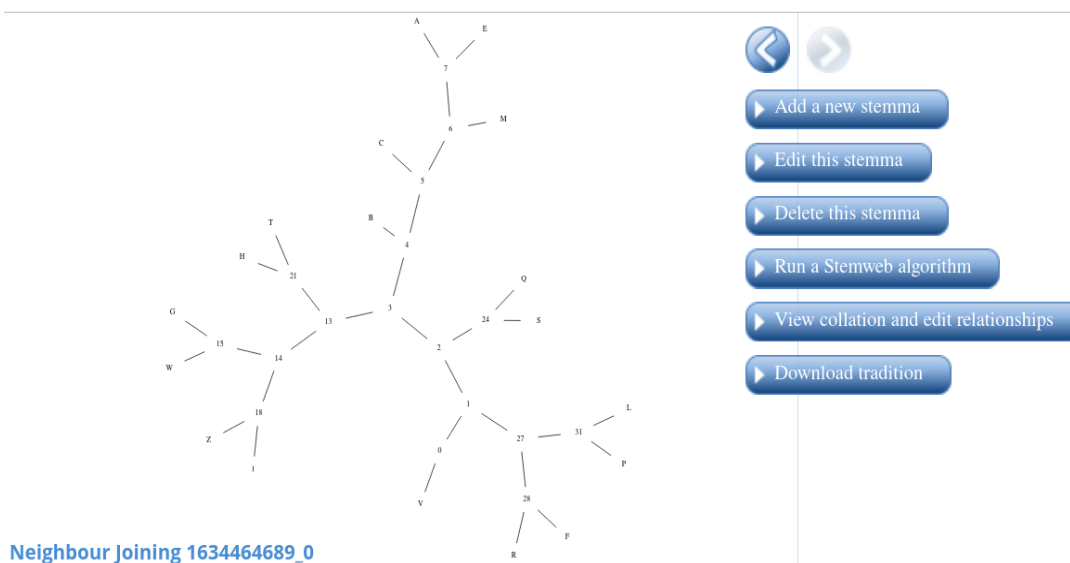 A
E
7
Add a new stemma
6
M
C
Edit this stemma
5
Delete this stemma
T
B
4
H
21
Run a Stemweb algorithm
Q
G
3
13
24
S
View collation and edit relationships
15
2
14
W
Download tradition
1
L
18
27
31
Z
0
P
1
28
V
F
R
Neighbour Joining 1634464689_0